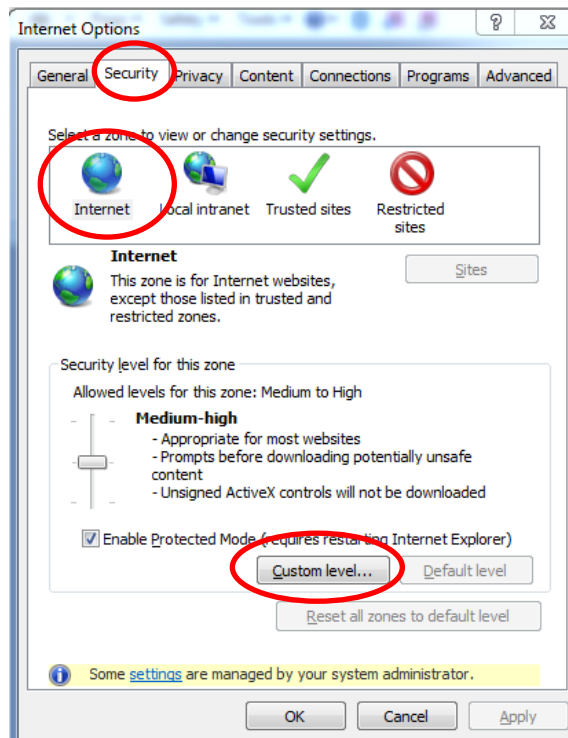 Internet Options
General Security Privacy Content Connections Programs Advanced
Select a zone to view or change security settings.
Internet Local intranet Trusted sites Restricted
sites
Internet
This zone is for Internet websites,
except those listed in trusted and
restricted zones.
Sites
Security level for this zone
Allowed levels for this zone: Medium to High
Medium-high
- Appropriate for most websites
- Prompts before downloading potentially unsafe
content
- Unsigned ActiveX controls will not be downloaded
Enable Protected Mode (requires restarting Internet Explorer)
Custom level... Default level
Reset all zones to default level
Some settings are managed by your system administrator.
OK Cancel Apply